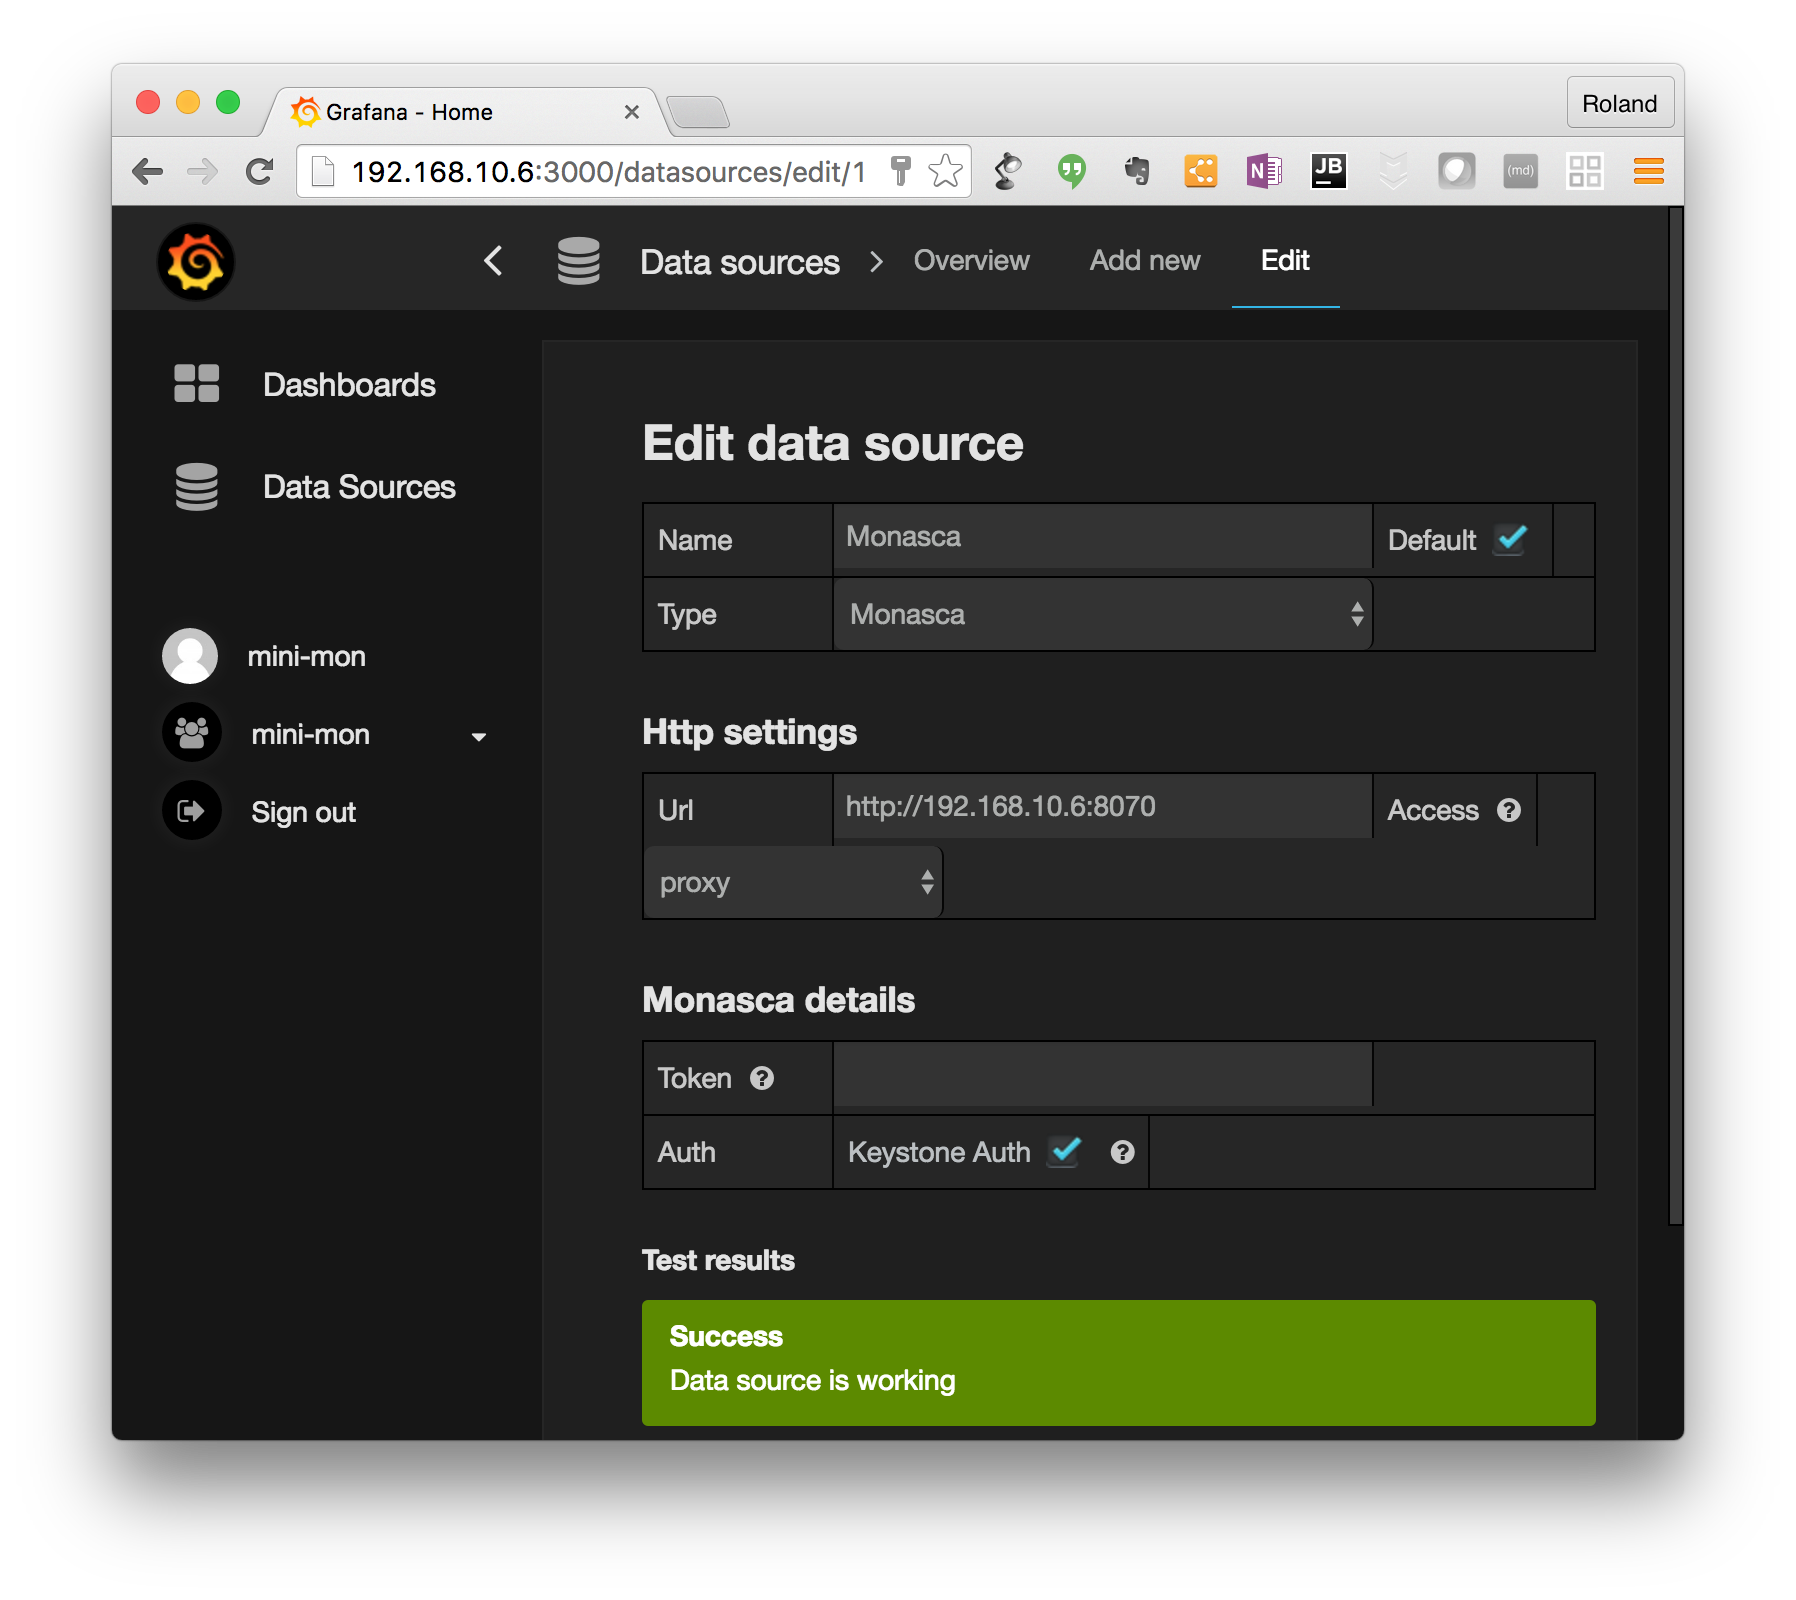 Grafana - Home
Roland
192.168.10.6:3000/datasources/edit/1
JB
(md)
Data sources
Overview
Add new
Edit
Dashboards
Data Sources
mini-mon
mini-mon
Sign out
Edit data source
Name
Monasca
Default
Type
Monasca
Http settings
Url
http://192.168.10.6:8070
Access
proxy
Monasca details
Token
Auth
Keystone Auth
Test results
Success
Data source is working